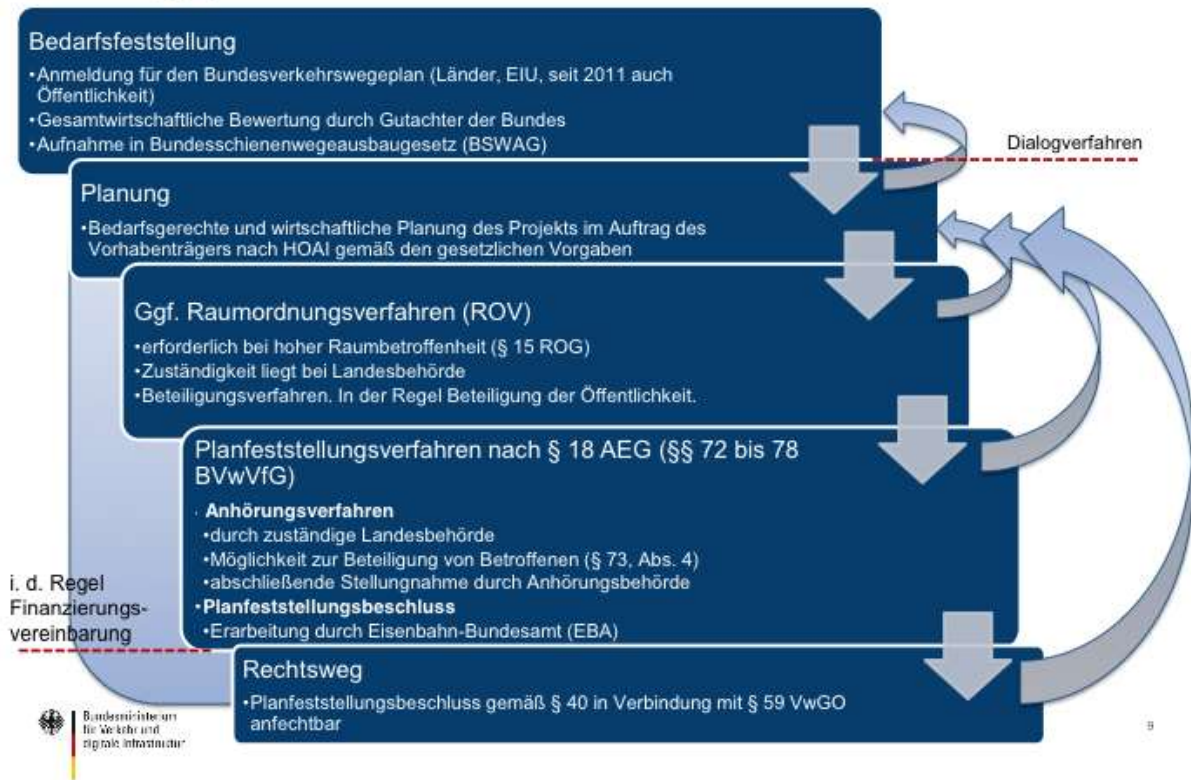 Bedarfsfeststellung
•Anmeldung für den Bundesverkehrswegeplan (Länder, EIU, seit 2011 auch
Öffentlichkeit)
•Gesamtwirtschaftliche Bewertung durch Gutachter der Bundes
•Aufnahme in Bundesschienenwegeausbaugesetz (BSWAG)
Dialogverfahren
Planung
•Bedarfsgerechte und wirtschaftliche Planung des Projekts im Auftrag des
Vorhabenträgers nach HOAI gemäß den gesetzlichen Vorgaben
Ggf. Raumordnungsverfahren (ROV)
•erforderlich bei hoher Raumbetroffenheit (§ 15 ROG)
•Zuständigkeit liegt bei Landesbehörde
•Beteiligungsverfahren. In der Regel Beteiligung der Öffentlichkeit.
Planfeststellungsverfahren nach § 18 AEG (§§ 72 bis 78
BVwVfG)
· Anhörungsverfahren
•durch zuständige Landesbehörde
•Möglichkeit zur Beteiligung von Betroffenen (§ 73, Abs. 4)
•abschließende Stellungnahme durch Anhörungsbehörde
•Planfeststellungsbeschluss
•Erarbeitung durch Eisenbahn-Bundesamt (EBA)
i. d. Regel
Finanzierungs-
vereinbarung
Rechtsweg
•Planfeststellungsbeschluss gemäß § 40 in Verbindung mit § 59 VwGO
anfechtbar
Bundesministerium
für Verkehr und
digitale Infrastruktur
9